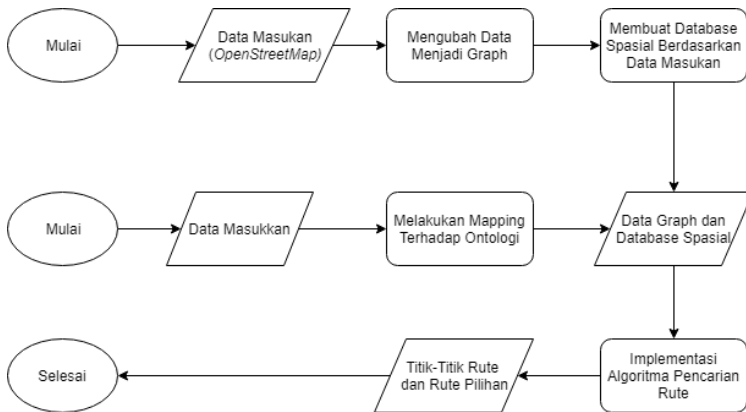 Mulai
Data Masukan
(OpenStreetMap)
Mengubah Data
Menjadi Graph
Membuat Database
Spasial Berdasarkan
Data Masukan
Mulai
Data Masukkan
Melakukan Mapping
Terhadap Ontologi
Data Graph dan
Database Spasial
Selesai
Titik-Titik Rute
dan Rute Pilihan
Implementasi
Algoritma Pencarian
Rute